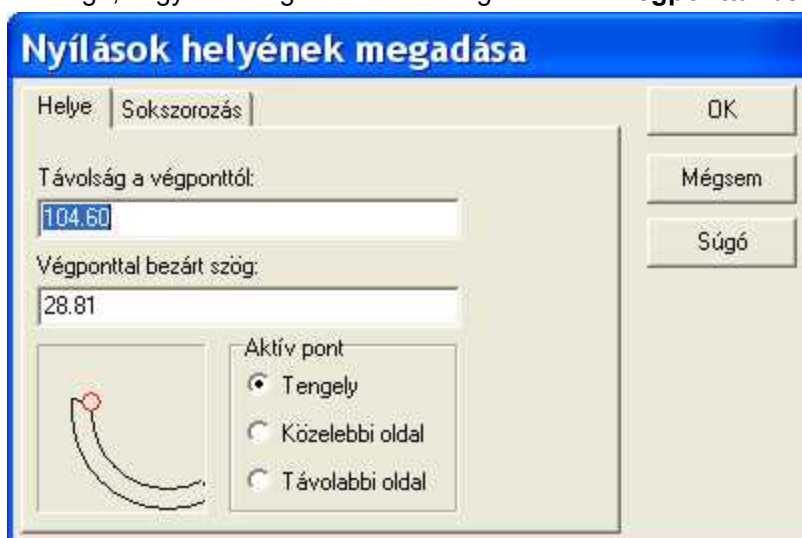 Nyílások helyének megadása
Helye Sokszorozás
OK
Mégsem
Súgó
Távolság a végponttól:
104.60
Végponttal bezárt szög:
28.81
Aktív pont
Tengely
Közelebbi oldal
Távolabbi oldal